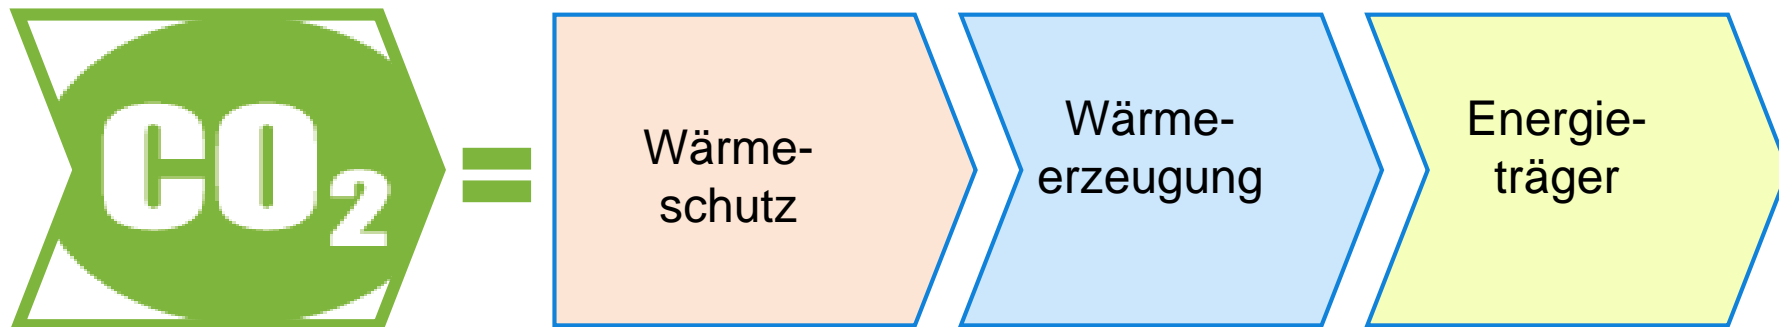 CO₂ =
Wärme-
schutz
Wärme-
erzeugung
Energie-
träger